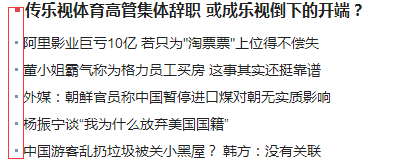 传乐视体育高管集体辞职 或成乐视倒下的开端？
阿里影业巨亏10亿 若只为"淘票票"上位得不偿失
董小姐霸气称为格力员工买房 这事其实还挺靠谱
外媒：朝鲜官员称中国暂停进口煤对朝无实质影响
杨振宁谈“我为什么放弃美国国籍”
中国游客乱扔垃圾被关小黑屋？ 韩方：没有关联